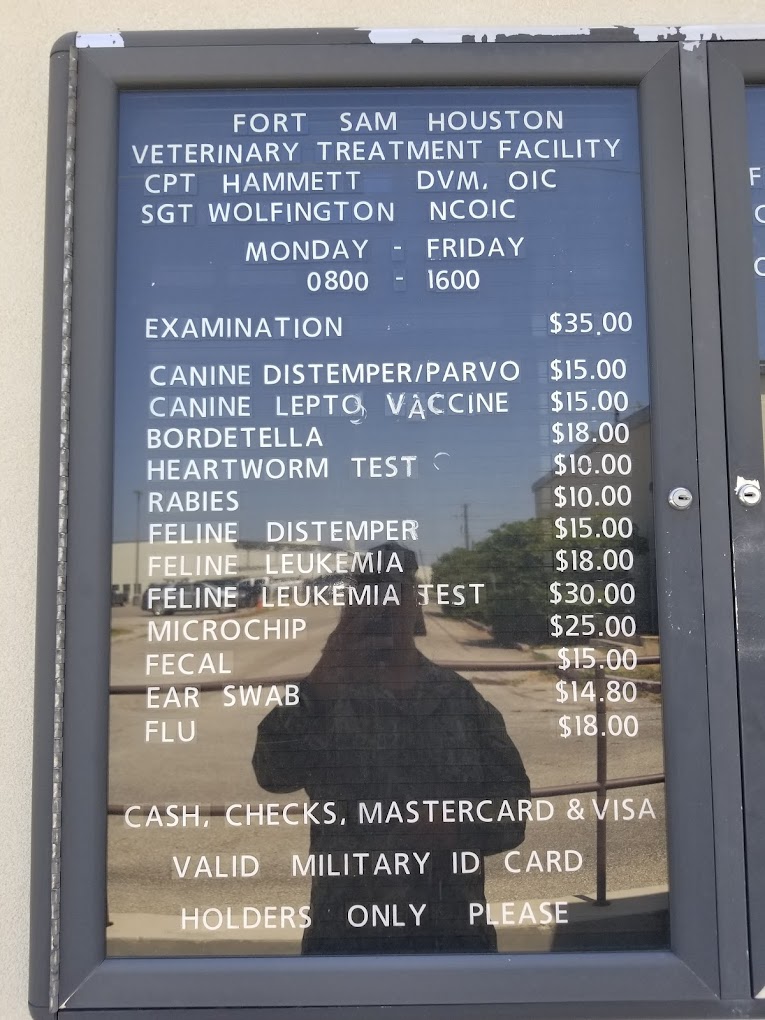 FORT SAM HOUSTON
VETERINARY TREATMENT FACILITY
CPT HAMMETT DVM, OIC
SGT WOLFINGTON NCOIC
MONDAY - FRIDAY
0800 - 1600
EXAMINATION $35.00
CANINE DISTEMPER/PARVO $15.00
CANINE LEPTO VACCINE $15.00
BORDETELLA $18.00
HEARTWORM TEST $10.00
RABIES $10.00
FELINE DISTEMPER $15.00
FELINE LEUKEMIA $18.00
FELINE LEUKEMIA TEST $30.00
MICROCHIP $25.00
FECAL $15.00
EAR SWAB $14.80
FLU $18.00
CASH, CHECKS, MASTERCARD & VISA
VALID MILITARY ID CARD
HOLDERS ONLY PLEASE